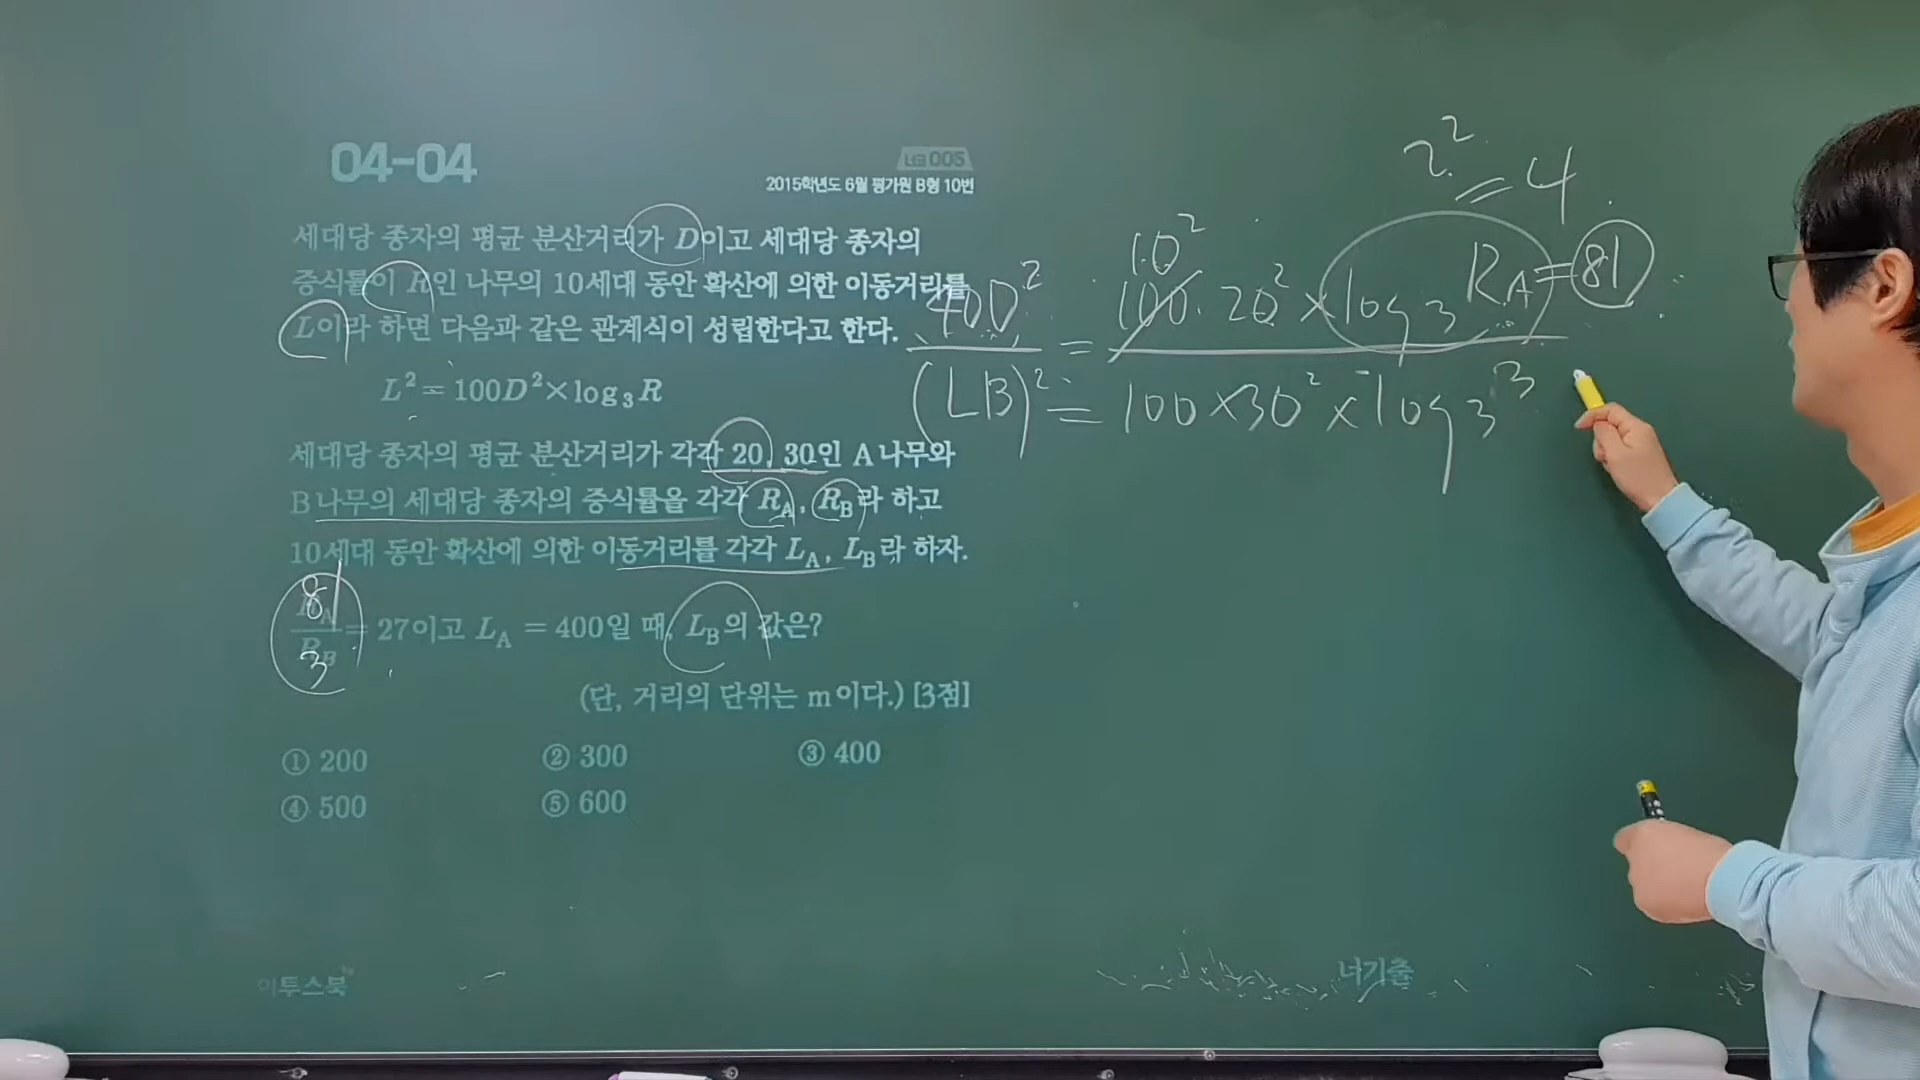 04-04
너기출 005
2015학년도 6월 평가원 B형 10번
세대당 종자의 평균 분산거리가 D이고 세대당 종자의
증식률이 R인 나무의 10세대 동안 확산에 의한 이동거리를
L이라 하면 다음과 같은 관계식이 성립한다고 한다.
L² = 100D² × log₃ R
세대당 종자의 평균 분산거리가 각각 20, 30인 A나무와
B나무의 세대당 종자의 증식률을 각각 R_A, R_B라 하고
10세대 동안 확산에 의한 이동거리를 각각 L_A, L_B라 하자.
R_A/R_B = 27이고 L_A = 400일 때, L_B의 값은?
81
3
(단, 거리의 단위는 m이다.) [3점]
① 200 ② 300 ③ 400
④ 500 ⑤ 600
2² = 4
10²
400² = 100·20² × log₃ R_A = 81
(LB)² = 100 × 30² × log₃ 3
이투스북
너기출